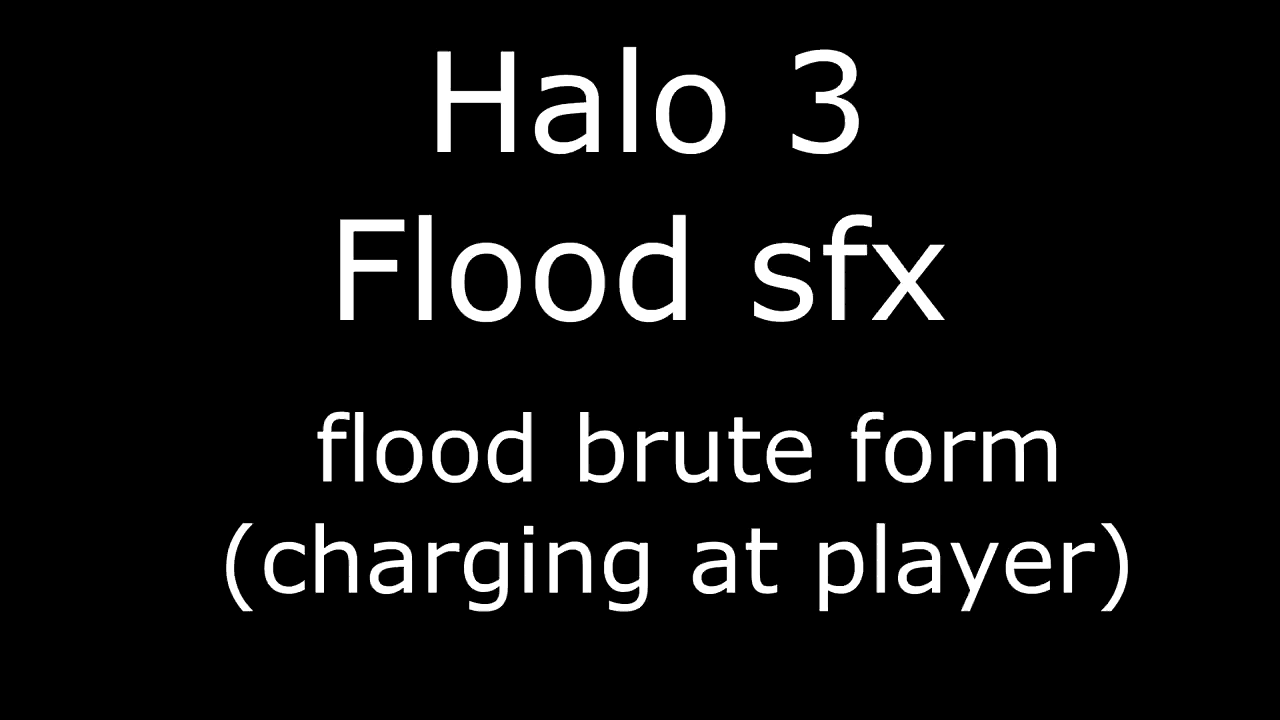 Halo 3
Flood sfx
flood brute form
(charging at player)